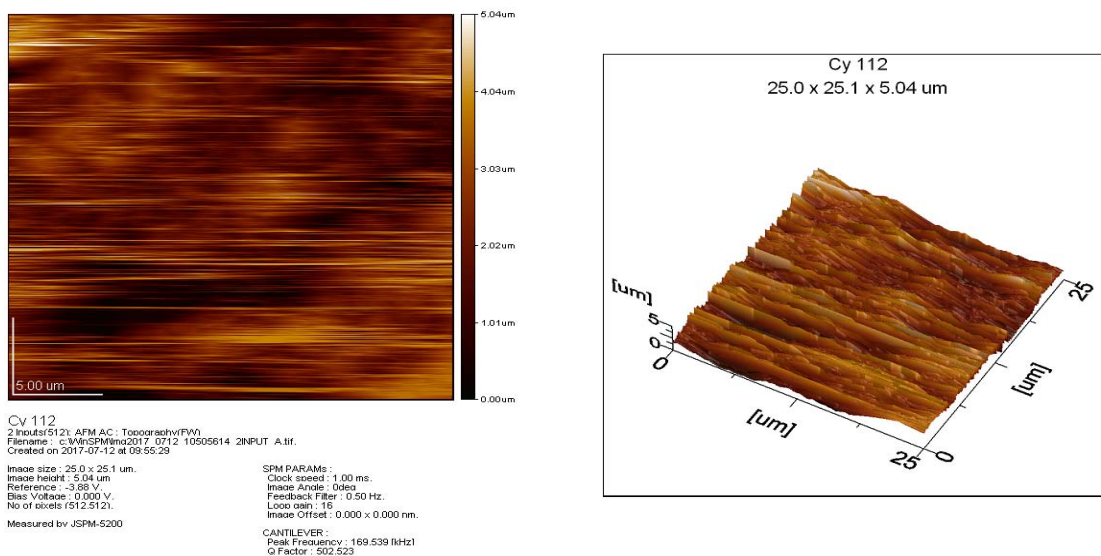 5.04um
4.04um
3.03um
2.02um
1.01um
0.00um
5.00 um
Cy 112
2 Inputs(512): AFM AC : Topography(FW)
Filename : c:\WinSPM\Img2017_0712_10505614_2INPUT_A.tif.
Created on 2017-07-12 at 09:55:29
Image size : 25.0 x 25.1 um.
Image height : 5.04 um
Reference : -3.88 V.
Bias Voltage : 0.000 V.
No of pixels (512,512).
Measured by JSPM-5200
SPM PARAMs :
Clock speed : 1.00 ms.
Image Angle : 0deg
Feedback Filter : 0.50 Hz.
Loop gain : 16
Image Offset : 0.000 x 0.000 nm.
CANTILEVER :
Peak Frequency : 169.539 [kHz]
Q Factor : 502.523
Cy 112
25.0 x 25.1 x 5.04 um
[um]
5
0
0
[um]
25
0
[um]
25